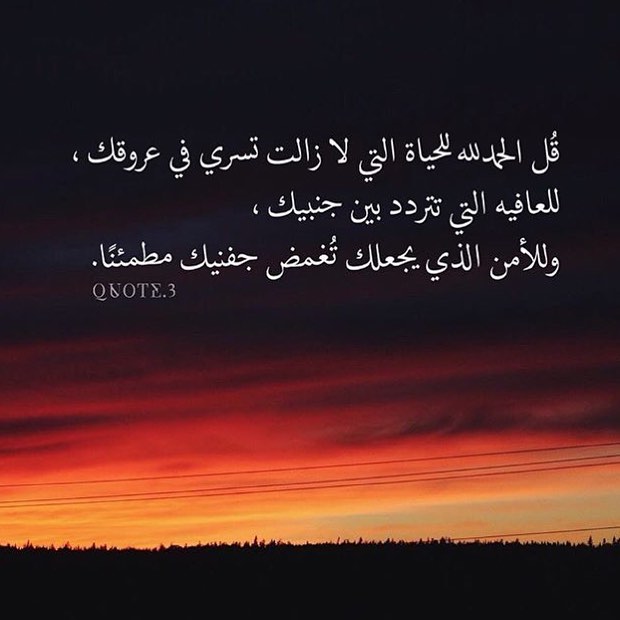 قُل الحمدلله للحياة التي لا زالت تسري في عروقك ،
للعافيه التي تتردد بين جنبيك ،
وللأمن الذي يجعلك تُغمض جفنيك مطمئنًا.
QUOTE.3